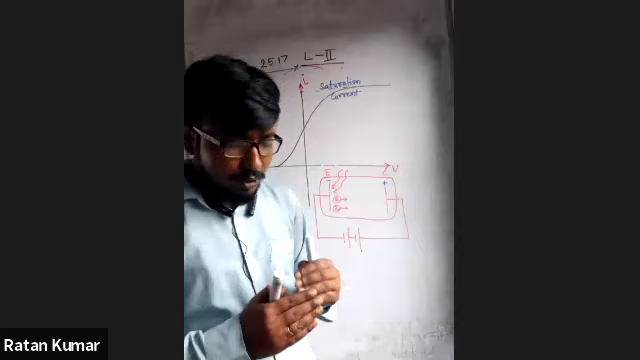 25.17 L-II
i
Saturation
Current
V
E C
- +
e
e
Ratan Kumar